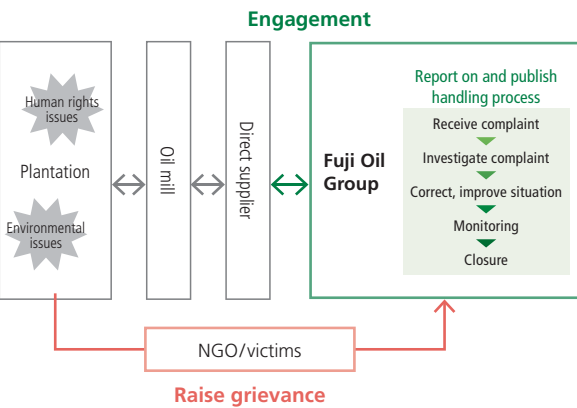 Engagement
Human rights
issues
Plantation
Environmental
issues
Oil mill
Direct supplier
Fuji Oil
Group
Report on and publish
handling process
Receive complaint
Investigate complaint
Correct, improve situation
Monitoring
Closure
NGO/victims
Raise grievance